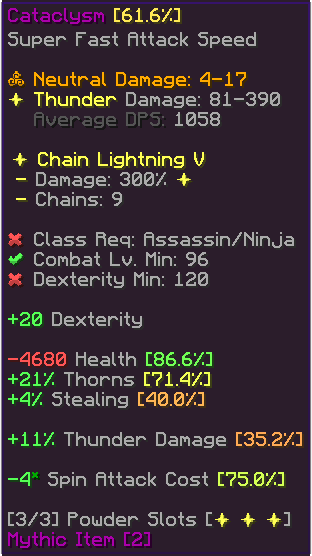 Cataclysm [61.6%]
Super Fast Attack Speed
Neutral Damage: 4-17
✦ Thunder Damage: 81-390
Average DPS: 1058
✦ Chain Lightning V
- Damage: 300% ✦
- Chains: 9
✖ Class Req: Assassin/Ninja
✔ Combat Lv. Min: 96
✖ Dexterity Min: 120
+20 Dexterity
-4680 Health [86.6%]
+21% Thorns [71.4%]
+4% Stealing [40.0%]
+11% Thunder Damage [35.2%]
-4* Spin Attack Cost [75.0%]
[3/3] Powder Slots [✦ ✦ ✦]
Mythic Item [2]